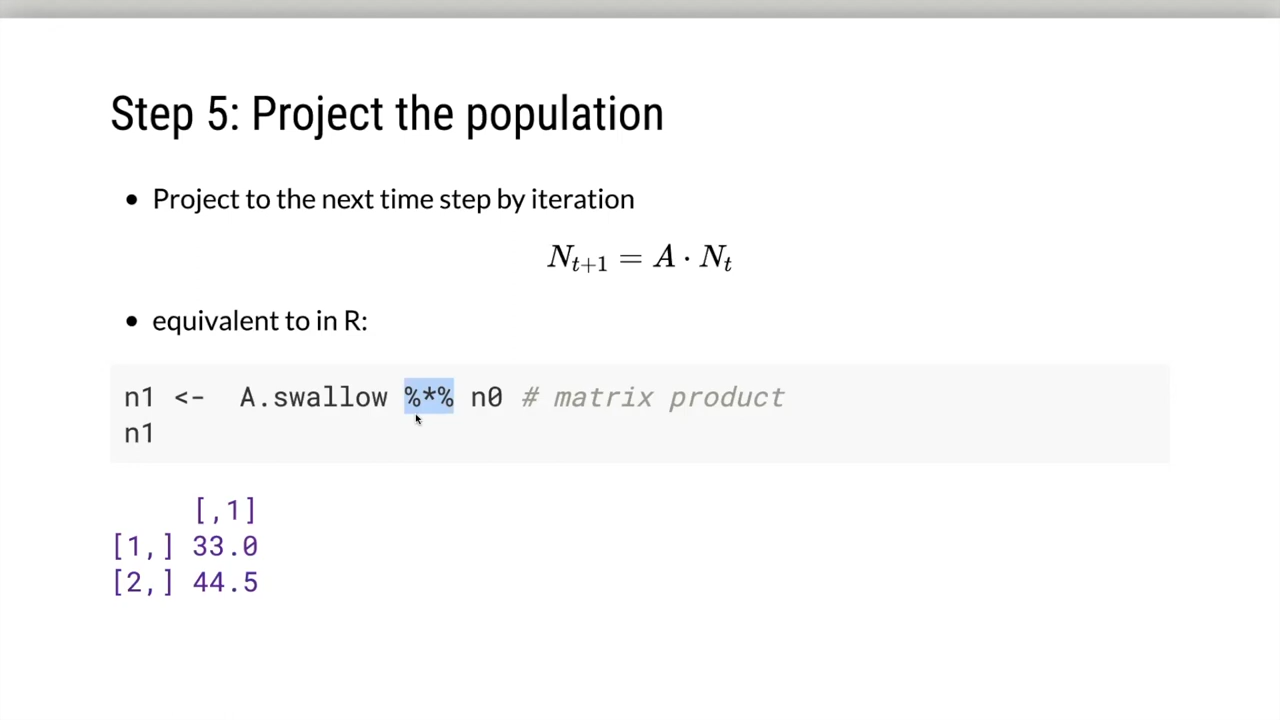 Step 5: Project the population
• Project to the next time step by iteration
N_{t+1} = A · N_t
• equivalent to in R:
n1 <-  A.swallow %*% n0 # matrix product
n1
[,1]
[1,] 33.0
[2,] 44.5